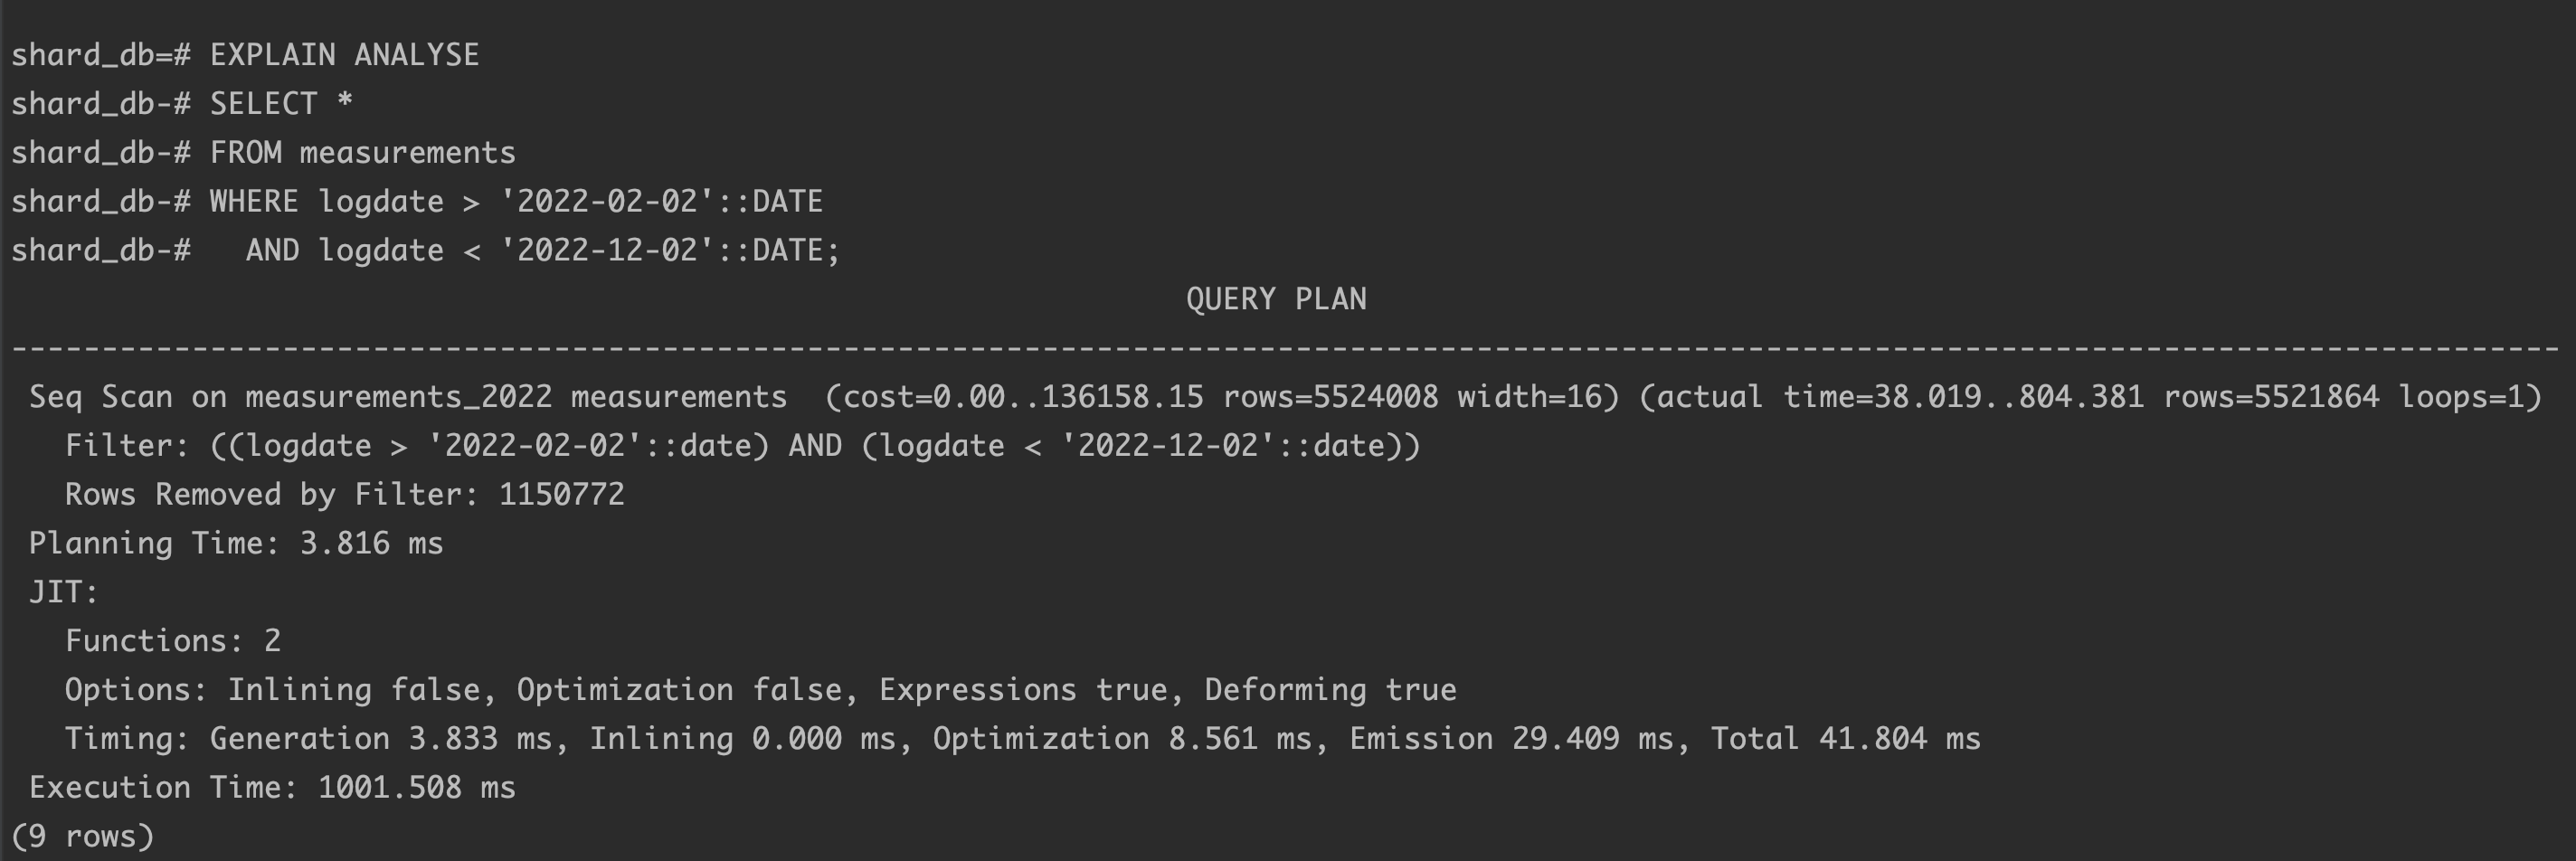 shard_db=# EXPLAIN ANALYSE
shard_db-# SELECT *
shard_db-# FROM measurements
shard_db-# WHERE logdate > '2022-02-02'::DATE
shard_db-#   AND logdate < '2022-12-02'::DATE;
QUERY PLAN
---------------------------------------------------------------------------------------------------------------------------------------------
Seq Scan on measurements_2022 measurements  (cost=0.00..136158.15 rows=5524008 width=16) (actual time=38.019..804.381 rows=5521864 loops=1)
  Filter: ((logdate > '2022-02-02'::date) AND (logdate < '2022-12-02'::date))
  Rows Removed by Filter: 1150772
Planning Time: 3.816 ms
JIT:
  Functions: 2
  Options: Inlining false, Optimization false, Expressions true, Deforming true
  Timing: Generation 3.833 ms, Inlining 0.000 ms, Optimization 8.561 ms, Emission 29.409 ms, Total 41.804 ms
Execution Time: 1001.508 ms
(9 rows)